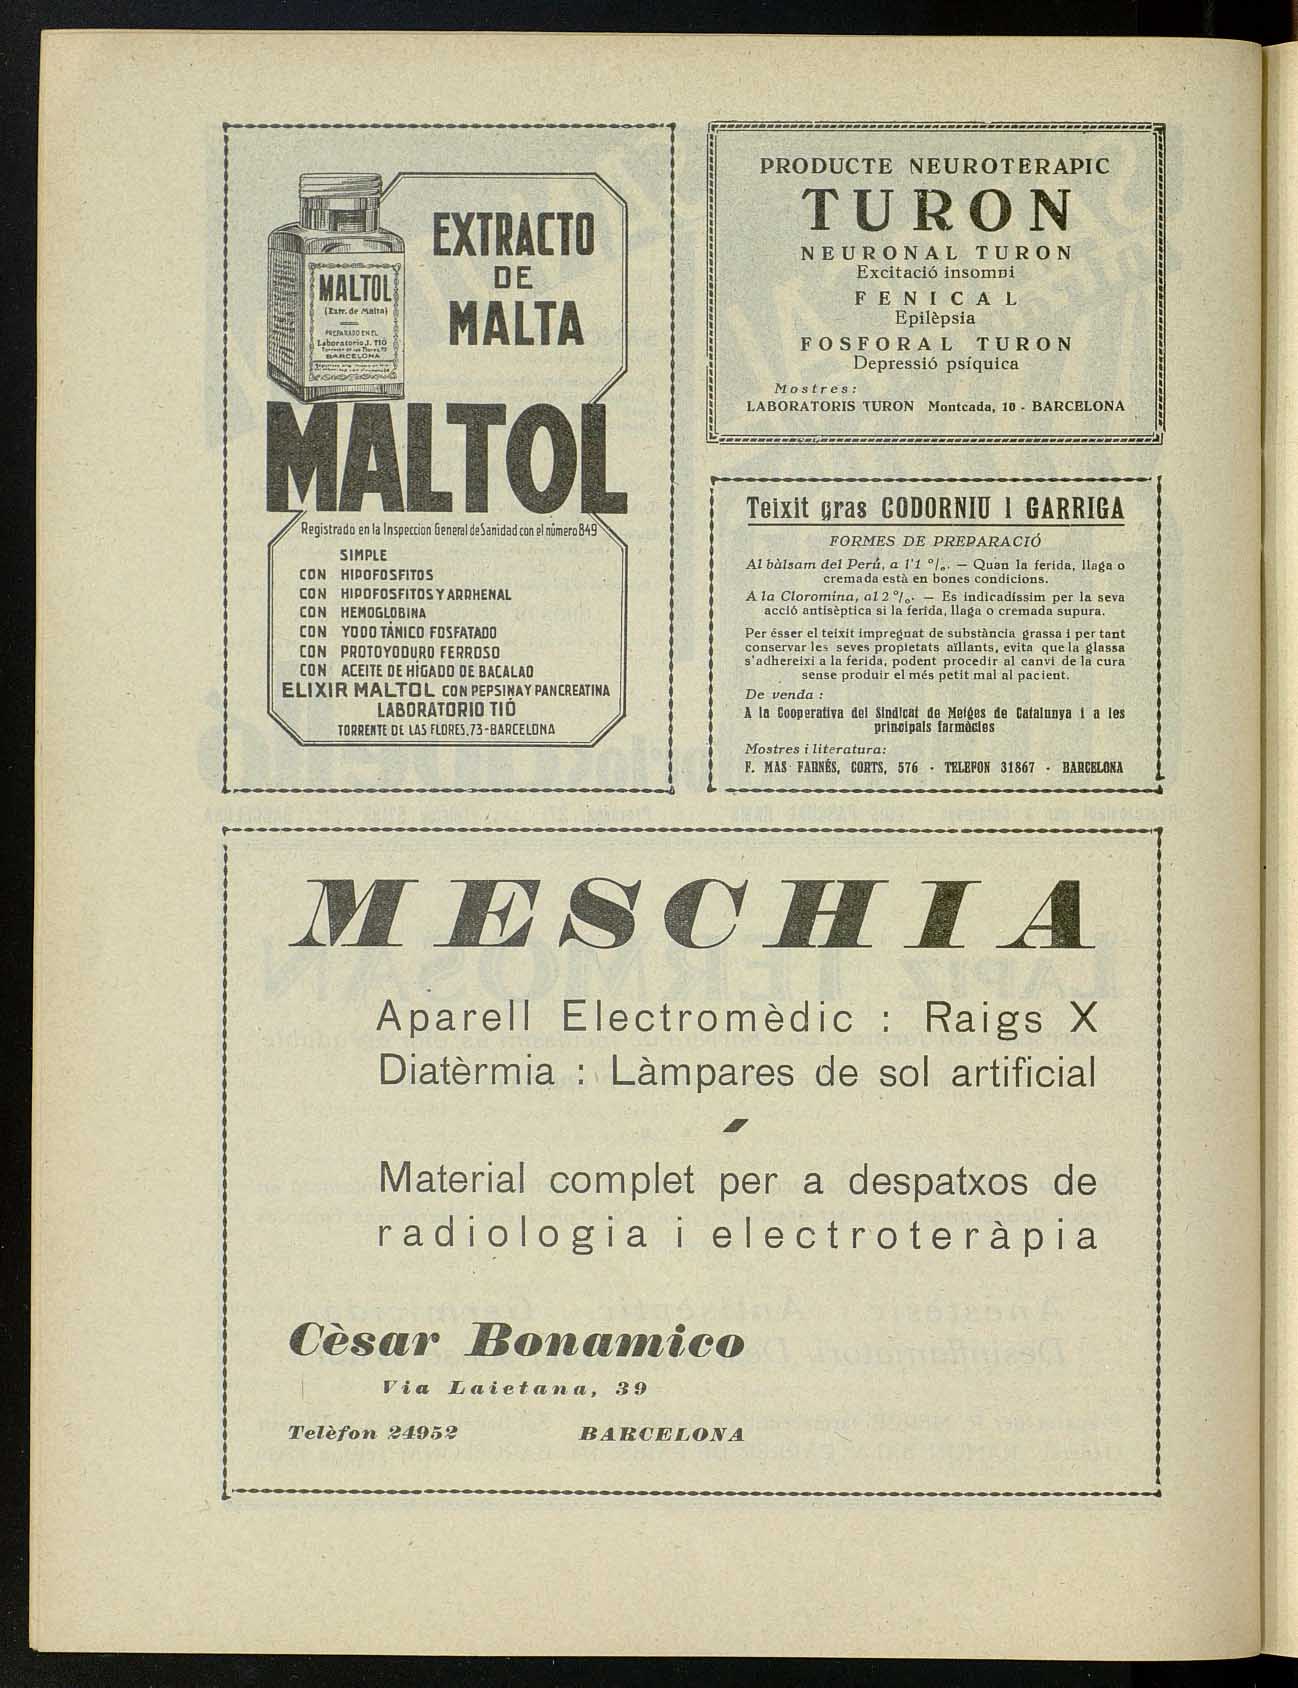 EXTRACTO
DE
MALTA
MALTOL
(Extr. de Malta)
PREPARADO EN EL
Laboratorio J. TIÓ
Torrente de las Flores, 73
BARCELONA
MALTOL
Registrado en la Inspeccion General de Sanidad con el número 849
SIMPLE
CON HIPOFOSFITOS
CON HIPOFOSFITOS Y ARRHENAL
CON HEMOGLOBINA
CON YODO TÁNICO FOSFATADO
CON PROTOYODURO FERROSO
CON ACEITE DE HÍGADO DE BACALAO
ELIXIR MALTOL CON PEPSINA Y PANCREATINA
LABORATORIO TIÓ
TORRENTE DE LAS FLORES, 73-BARCELONA
PRODUCTE NEUROTERAPIC
TURON
NEURONAL TURON
Excitació insomni
FENICAL
Epilèpsia
FOSFORAL TURON
Depressió psíquica
Mostres:
LABORATORIS TURON Montcada, 10 - BARCELONA
Teixit gras CODORNIU I GARRIGA
FORMES DE PREPARACIÓ
Al bàlsam del Perú, a l'1 °/o. — Quan la ferida, llaga o
cremada està en bones condicions.
A la Cloromina, al 2 °/o. — Es indicadíssim per la seva
acció antisèptica si la ferida, llaga o cremada supura.
Per ésser el teixit impregnat de substància grassa i per tant
conservar les seves propietats aïllants, evita que la glassa
s'adhereixi a la ferida, podent procedir al canvi de la cura
sense produir el més petit mal al pacient.
De venda :
A la Cooperativa del Sindicat de Metges de Catalunya i a les
principals farmàcies
Mostres i literatura:
F. MAS FARNÉS, CORTS, 576 - TELEFON 31867 - BARCELONA
MESCHIA
Aparell Electromèdic : Raigs X
Diatèrmia : Làmpares de sol artificial
Material complet per a despatxos de
radiologia i electroteràpia
Cèsar Bonamico
Via Laietana, 39
Telèfon 24952 BARCELONA